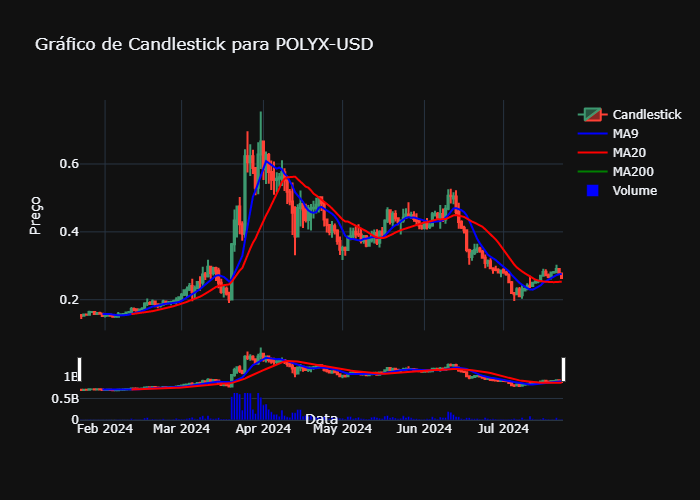 Gráfico de Candlestick para POLYX-USD
Candlestick
MA9
MA20
MA200
Volume
Preço
0.6
0.4
0.2
1B
0.5B
0
Data
Feb 2024
Mar 2024
Apr 2024
May 2024
Jun 2024
Jul 2024